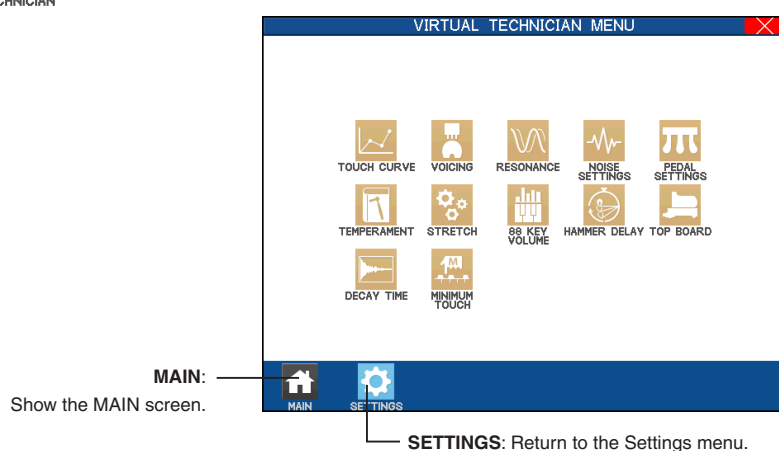 VIRTUAL TECHNICIAN MENU
TOUCH CURVE
VOICING
RESONANCE
NOISE
SETTINGS
PEDAL
SETTINGS
TEMPERAMENT
STRETCH
88 KEY
VOLUME
HAMMER DELAY
TOP BOARD
DECAY TIME
M
MINIMUM
TOUCH
MAIN:
Show the MAIN screen.
MAIN
SETTINGS
SETTINGS: Return to the Settings menu.